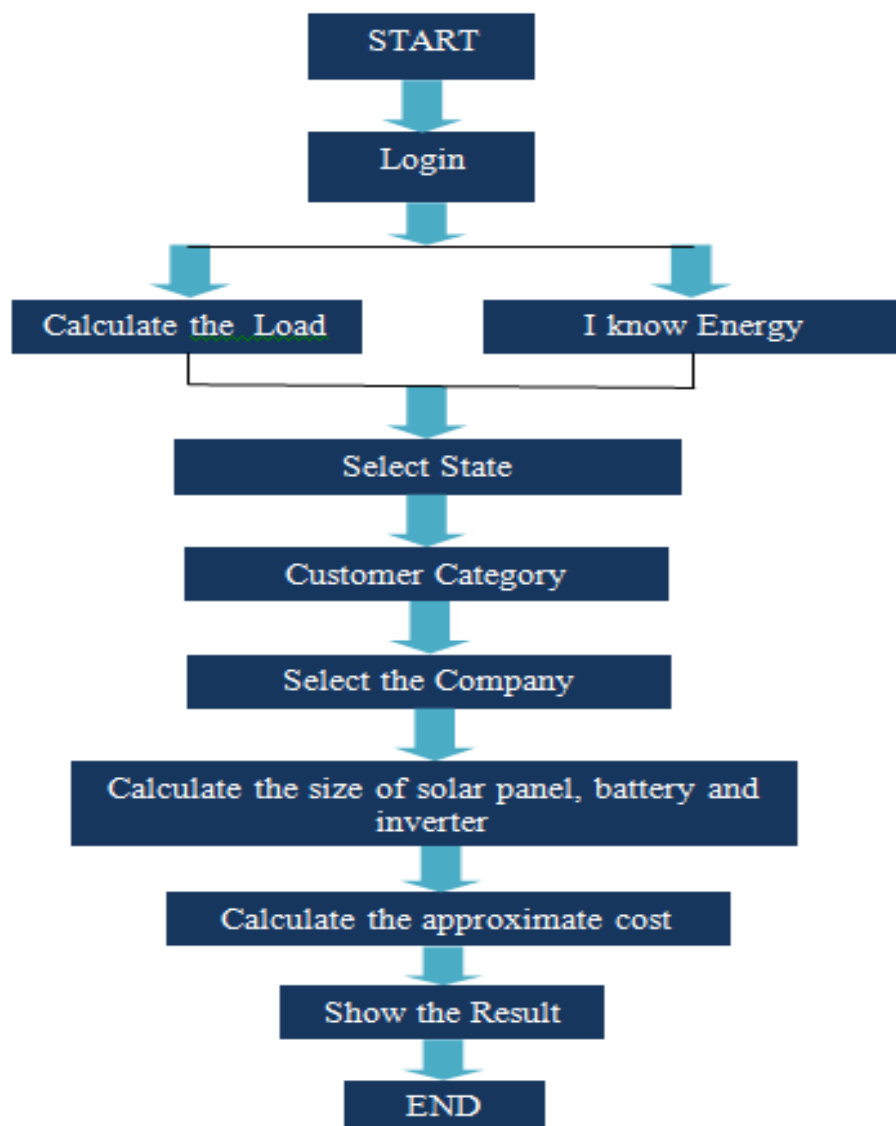 START
Login
Calculate the Load
I know Energy
Select State
Customer Category
Select the Company
Calculate the size of solar panel, battery and
inverter
Calculate the approximate cost
Show the Result
END